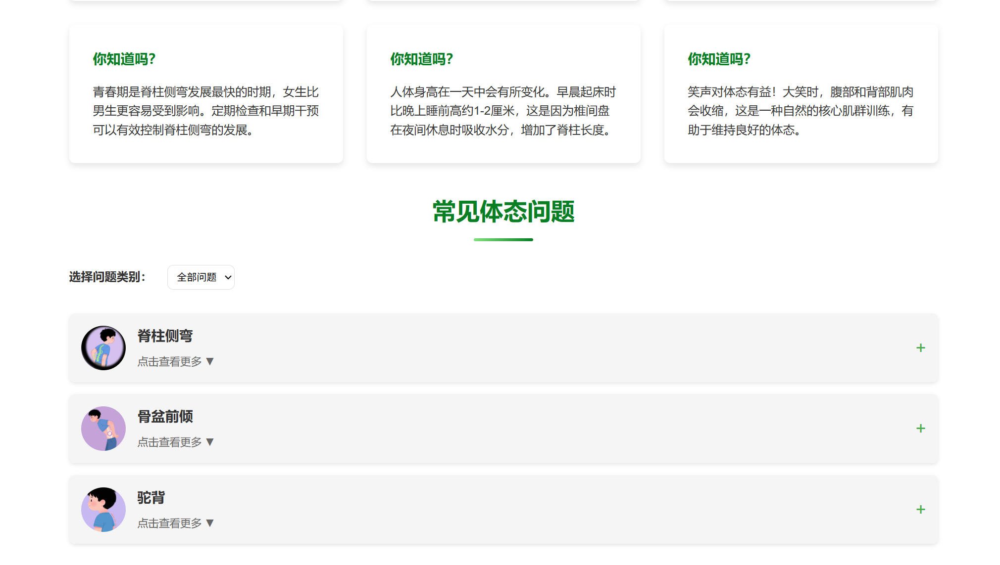 你知道吗？
青春期是脊柱侧弯发展最快的时期，女生比
男生更容易受到影响。定期检查和早期干预
可以有效控制脊柱侧弯的发展。
你知道吗？
人体身高在一天中会有所变化。早晨起床时
比晚上睡前高约1-2厘米，这是因为椎间盘
在夜间休息时吸收水分，增加了脊柱长度。
你知道吗？
笑声对体态有益！大笑时，腹部和背部肌肉
会收缩，这是一种自然的核心肌群训练，有
助于维持良好的体态。
常见体态问题
选择问题类别：
全部问题
脊柱侧弯
点击查看更多 ▼
+
骨盆前倾
点击查看更多 ▼
+
驼背
点击查看更多 ▼
+